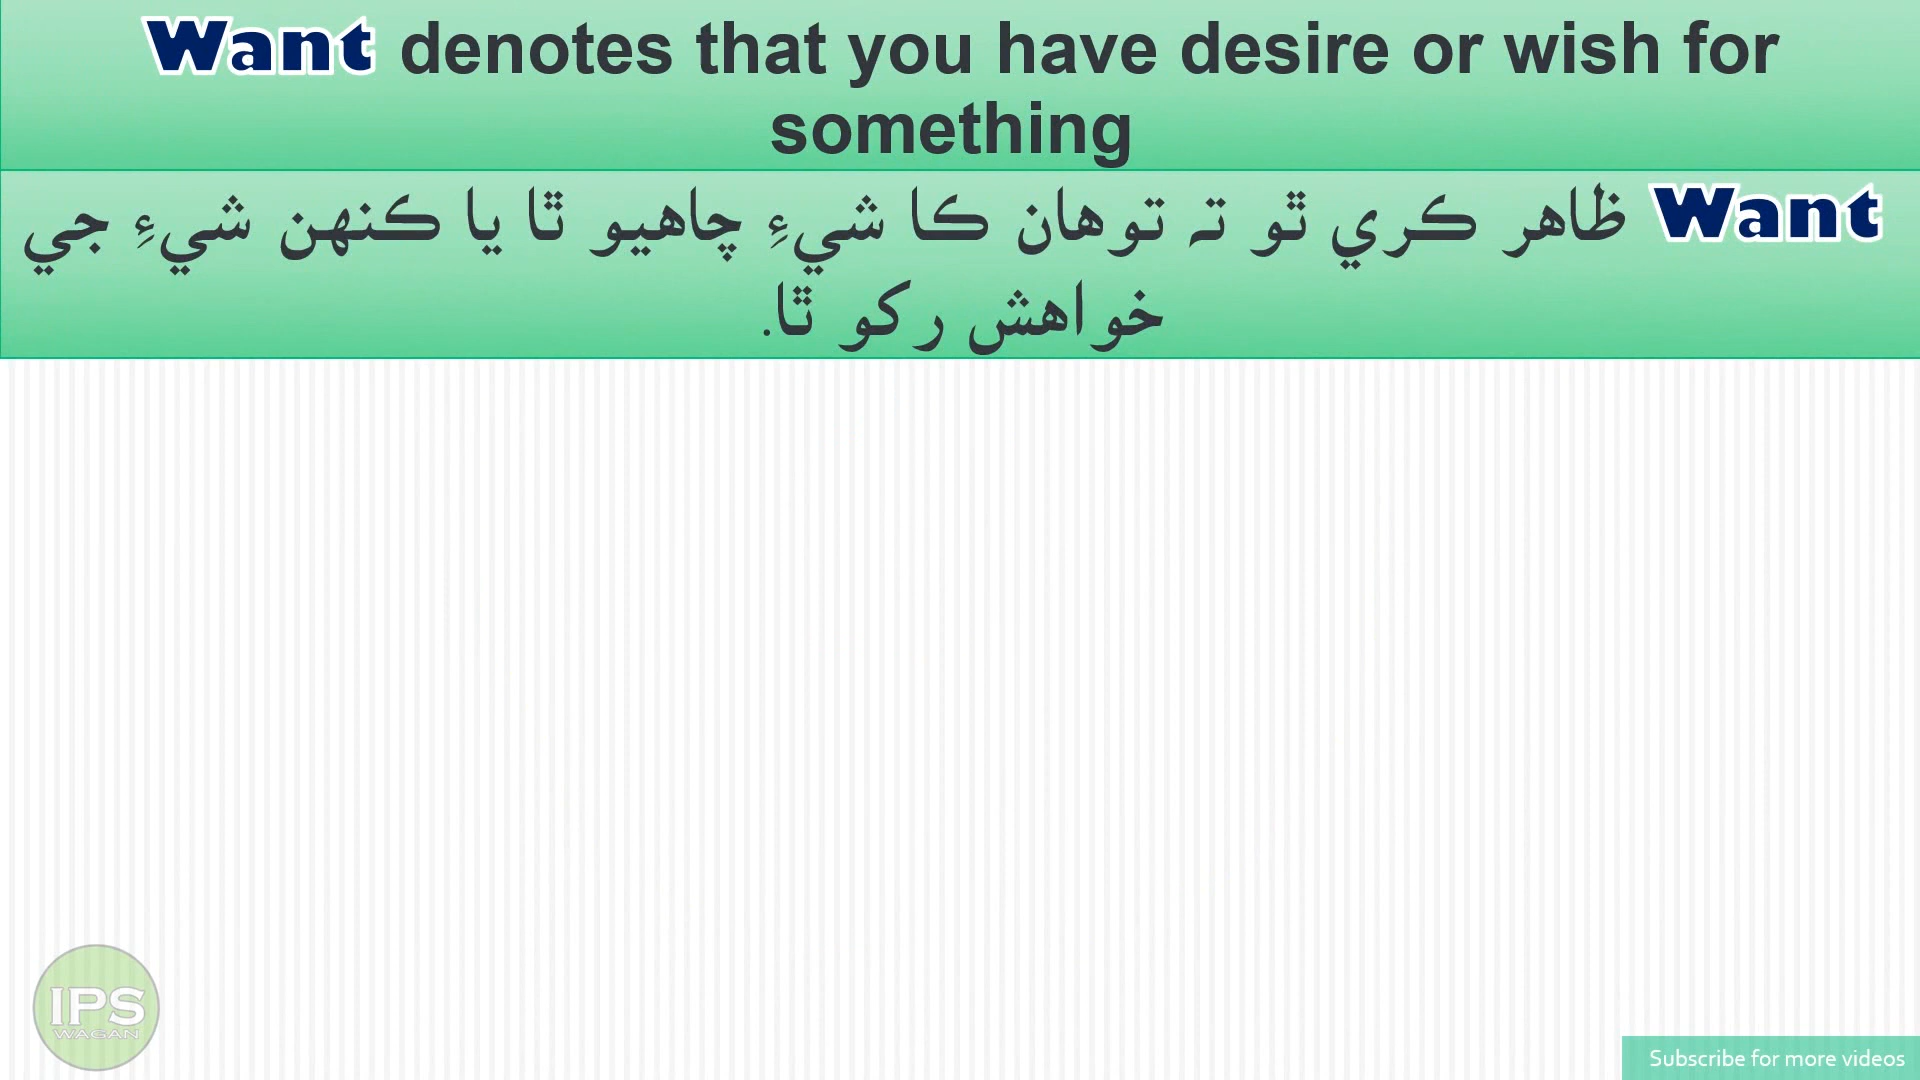 Want denotes that you have desire or wish for
something
Want ظاهر ڪري ٿو تہ توهان ڪا شيءِ چاهيو ٿا يا ڪنهن شيءِ جي
خواهش رکو ٿا.
IPS
WAGAN
Subscribe for more videos